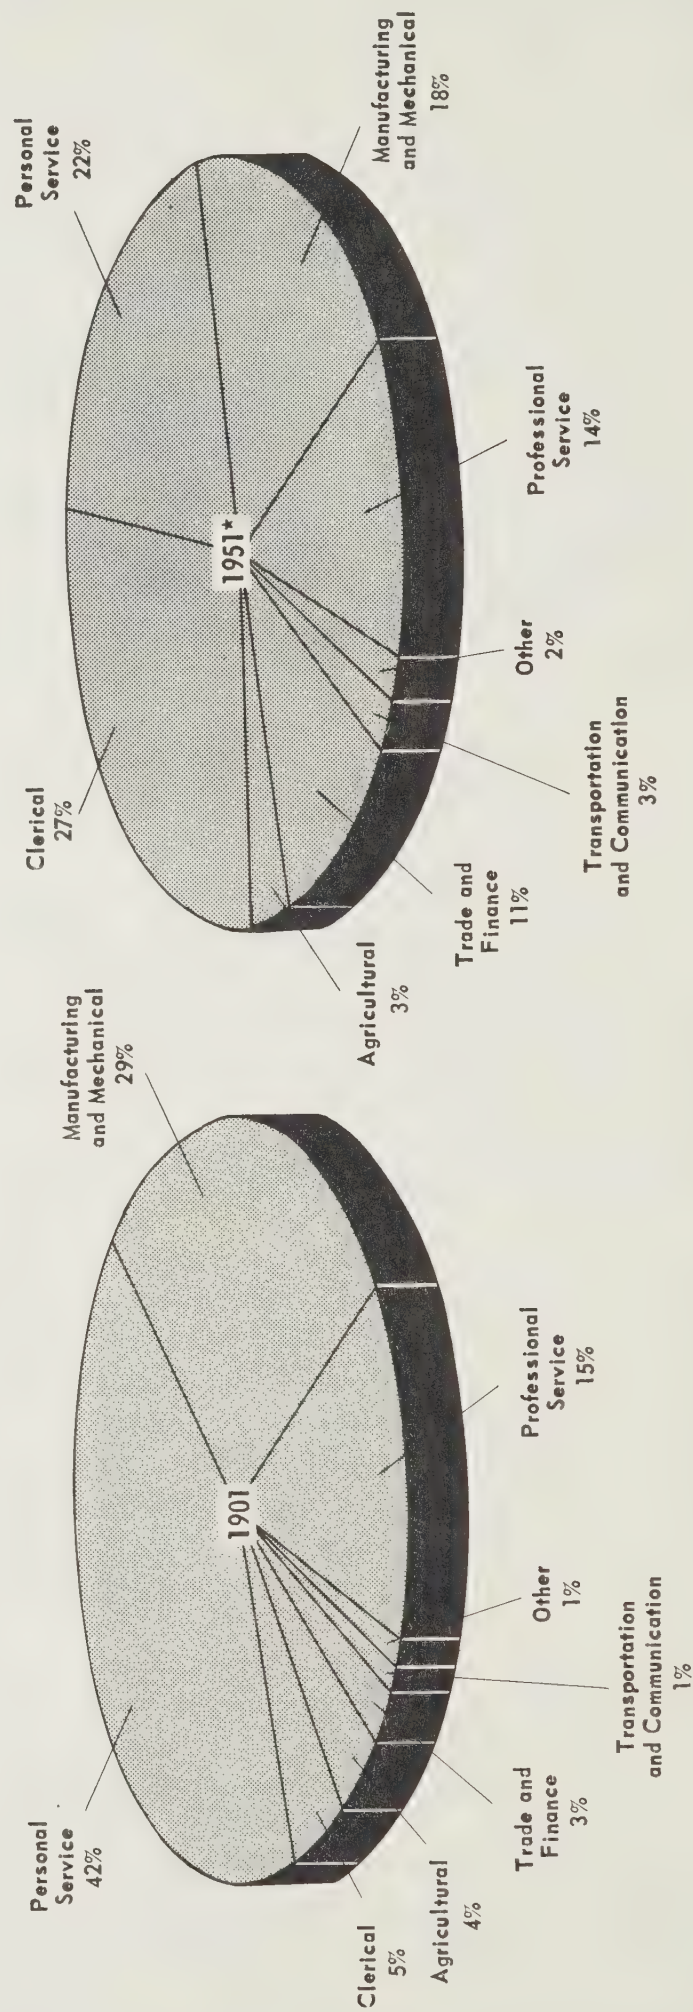 1901
Personal
Service
42%
Manufacturing
and Mechanical
29%
Professional
Service
15%
Other
1%
Transportation
and Communication
1%
Trade and
Finance
3%
Agricultural
4%
Clerical
5%
1951*
Clerical
27%
Personal
Service
22%
Manufacturing
and Mechanical
18%
Professional
Service
14%
Other
2%
Transportation
and Communication
3%
Trade and
Finance
11%
Agricultural
3%